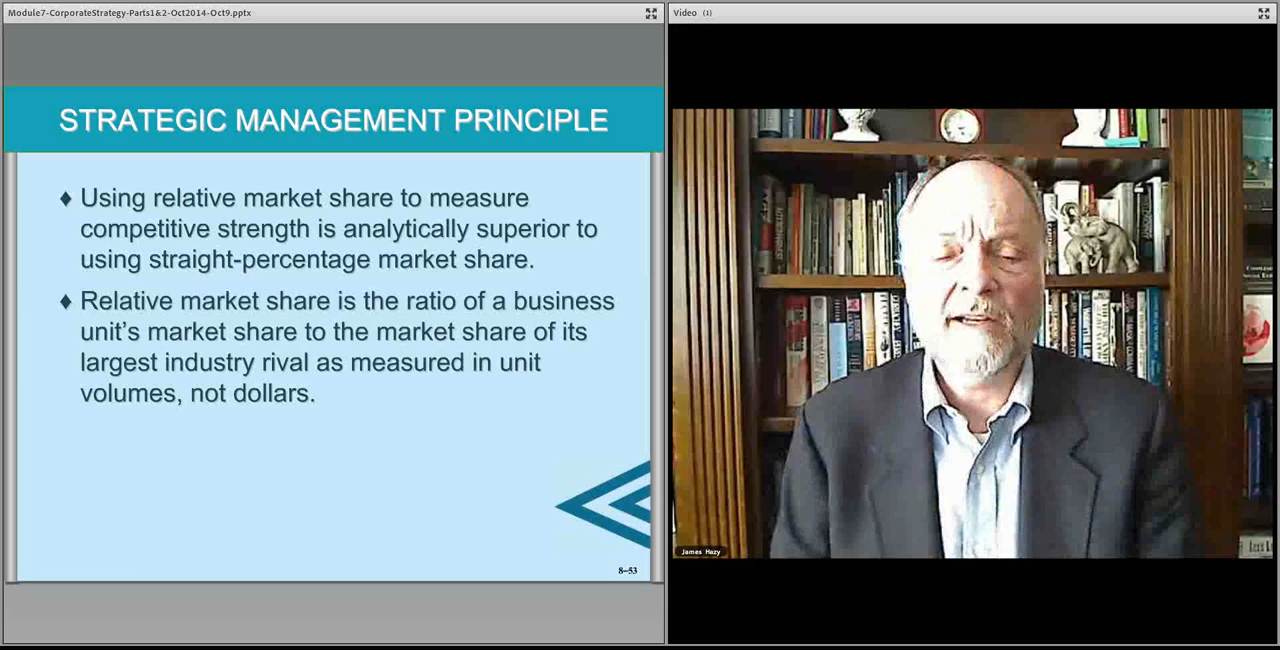 Module7-CorporateStrategy-Parts1&2-Oct2014-Oct9.pptx
Video (1)
STRATEGIC MANAGEMENT PRINCIPLE
♦ Using relative market share to measure
competitive strength is analytically superior to
using straight-percentage market share.
♦ Relative market share is the ratio of a business
unit’s market share to the market share of its
largest industry rival as measured in unit
volumes, not dollars.
8–53
James Hazy